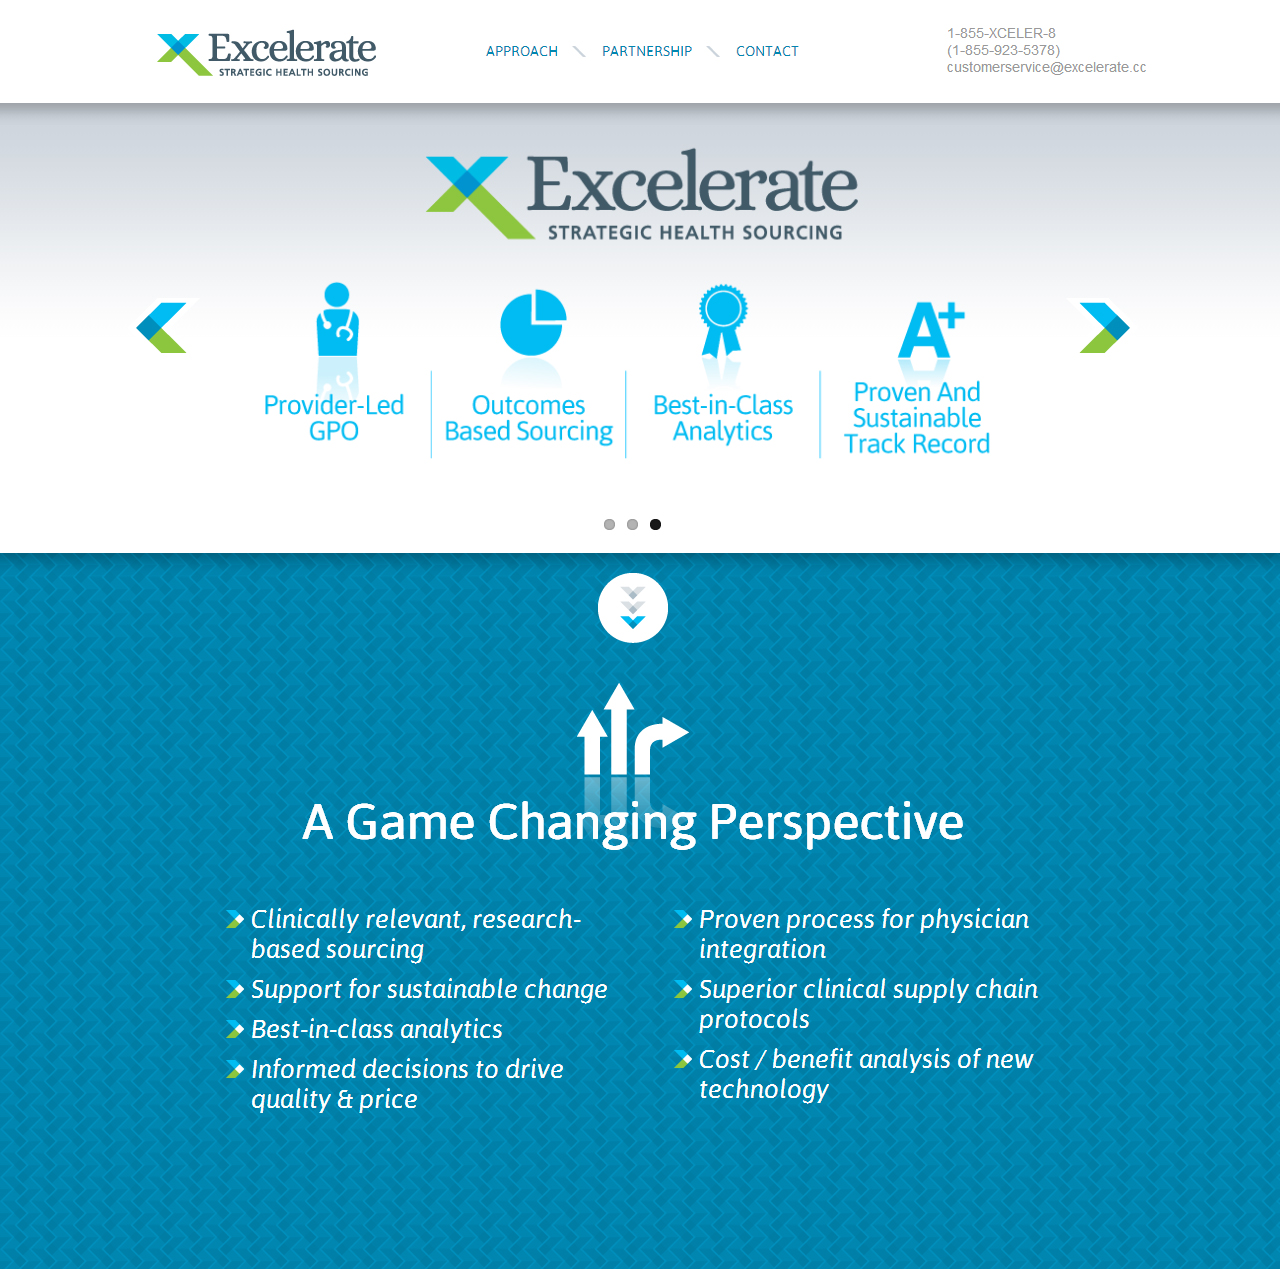 Excelerate
STRATEGIC HEALTH SOURCING
APPROACH
PARTNERSHIP
CONTACT
1-855-XCELER-8
(1-855-923-5378)
customerservice@excelerate.cc
Excelerate
STRATEGIC HEALTH SOURCING
Provider-Led
GPO
Outcomes
Based Sourcing
Best-in-Class
Analytics
A+
Proven And
Sustainable
Track Record
A Game Changing Perspective
Clinically relevant, research-
based sourcing
Support for sustainable change
Best-in-class analytics
Informed decisions to drive
quality & price
Proven process for physician
integration
Superior clinical supply chain
protocols
Cost / benefit analysis of new
technology